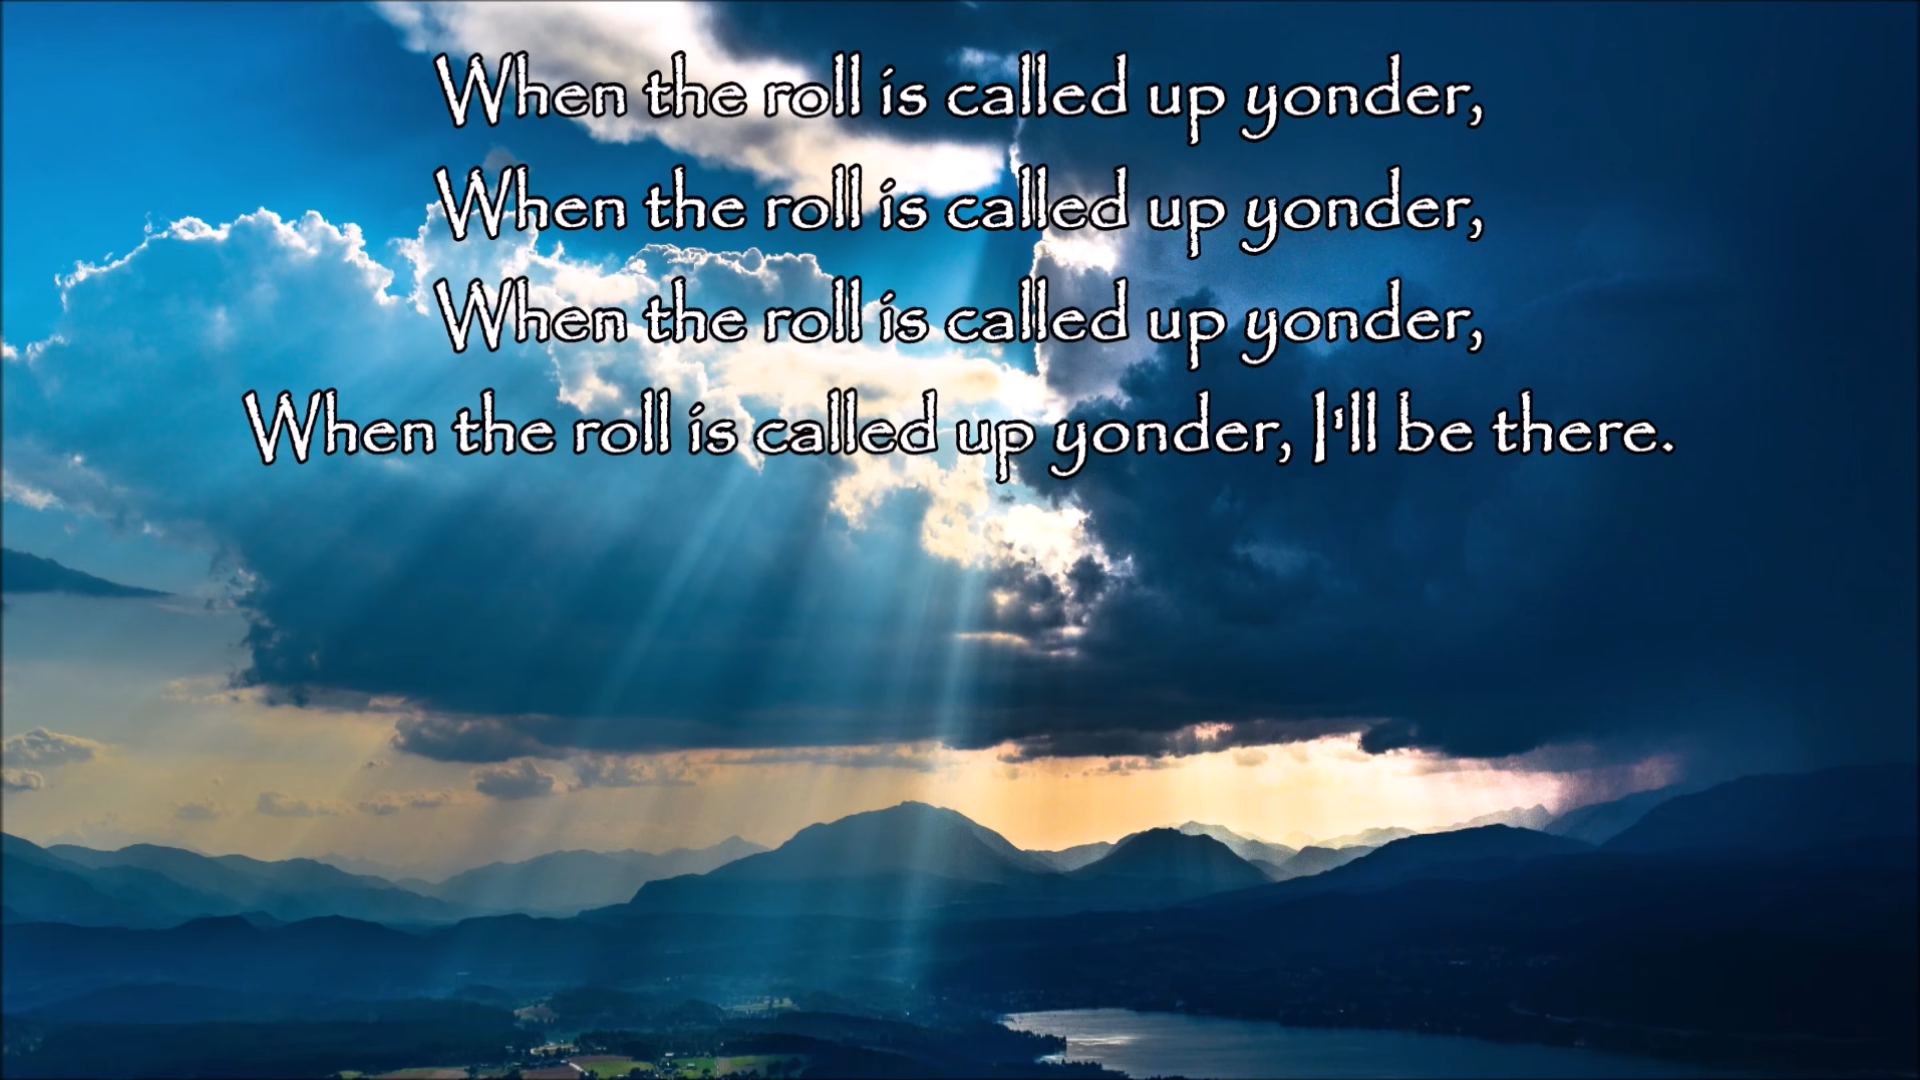 When the roll is called up yonder,
When the roll is called up yonder,
When the roll is called up yonder,
When the roll is called up yonder, I'll be there.